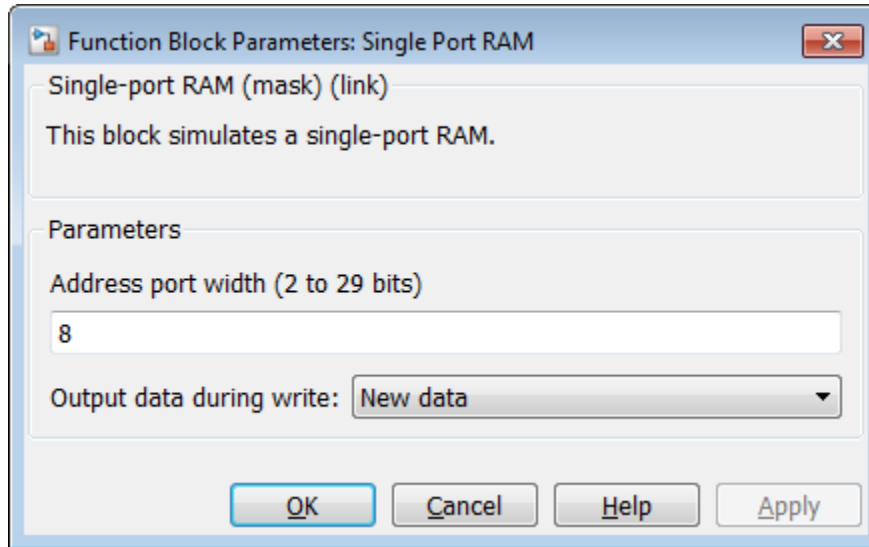 Function Block Parameters: Single Port RAM
Single-port RAM (mask) (link)
This block simulates a single-port RAM.
Parameters
Address port width (2 to 29 bits)
8
Output data during write: New data
OK Cancel Help Apply